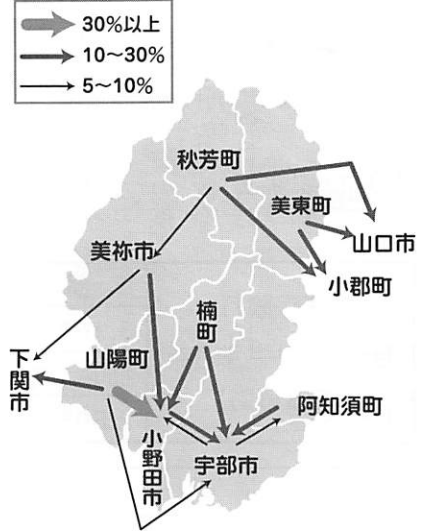 30%以上
10～30%
5～10%
秋芳町
美東町
山口市
美祢市
小郡町
楠町
下関市
山陽町
阿知須町
小野田市
宇部市